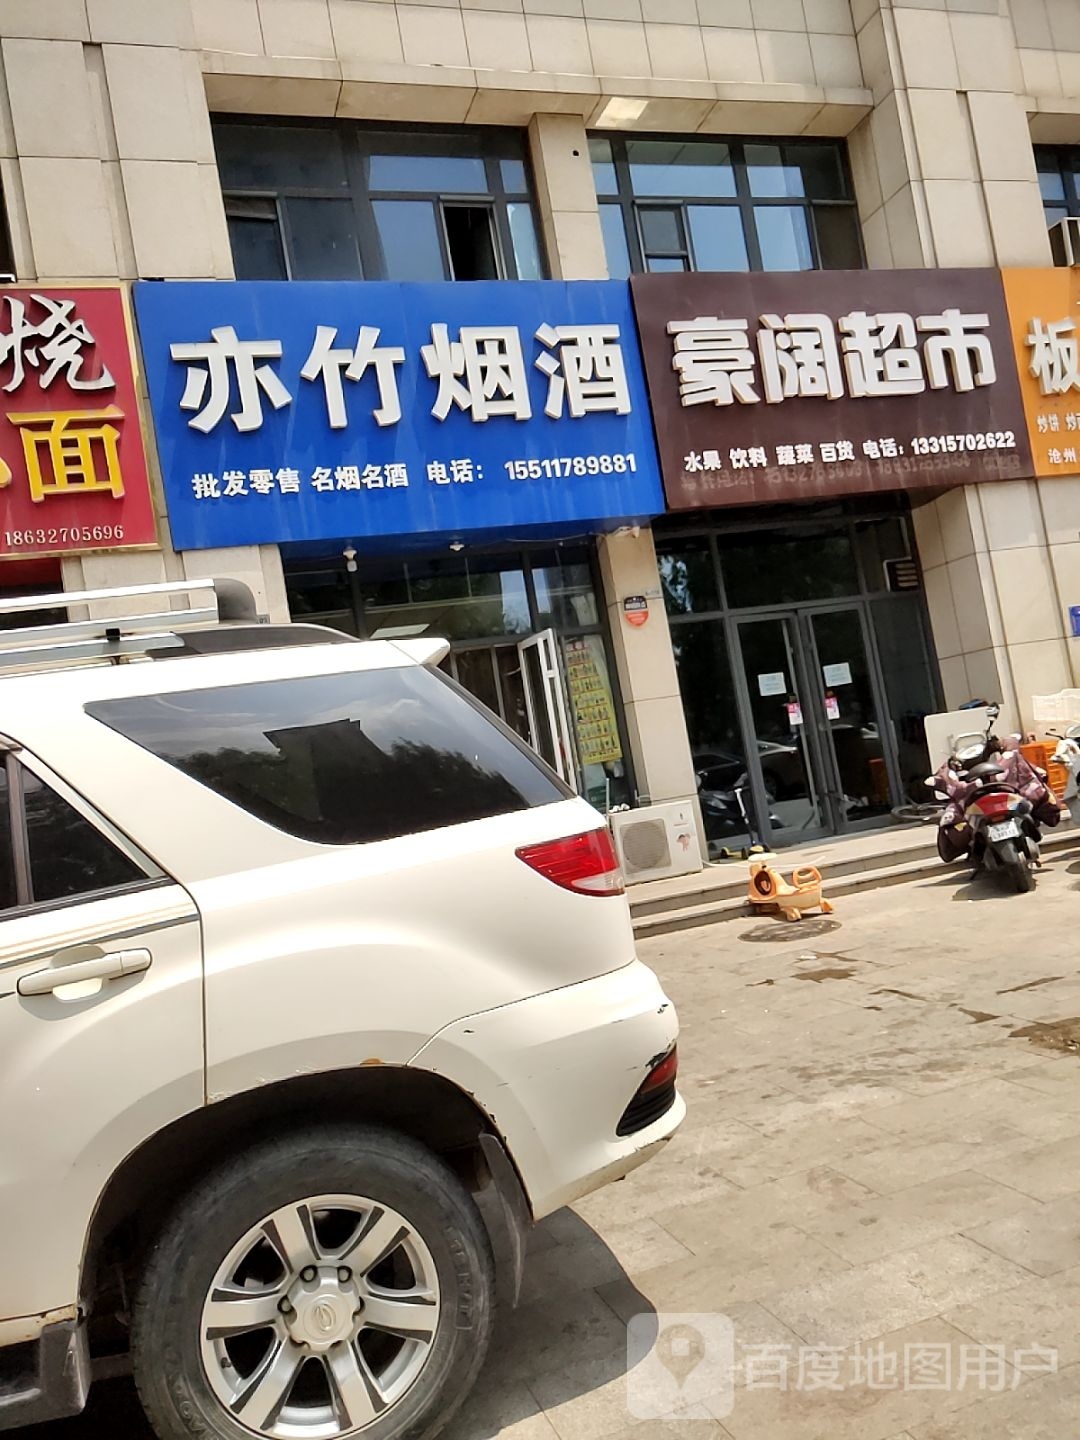 烧
面
18632705696
亦竹烟酒
批发零售 名烟名酒 电话：15511789881
豪阔超市
水果 饮料 蔬菜 百货 电话:13315702622
板
炒饼 炒
沧州
百度地图用户